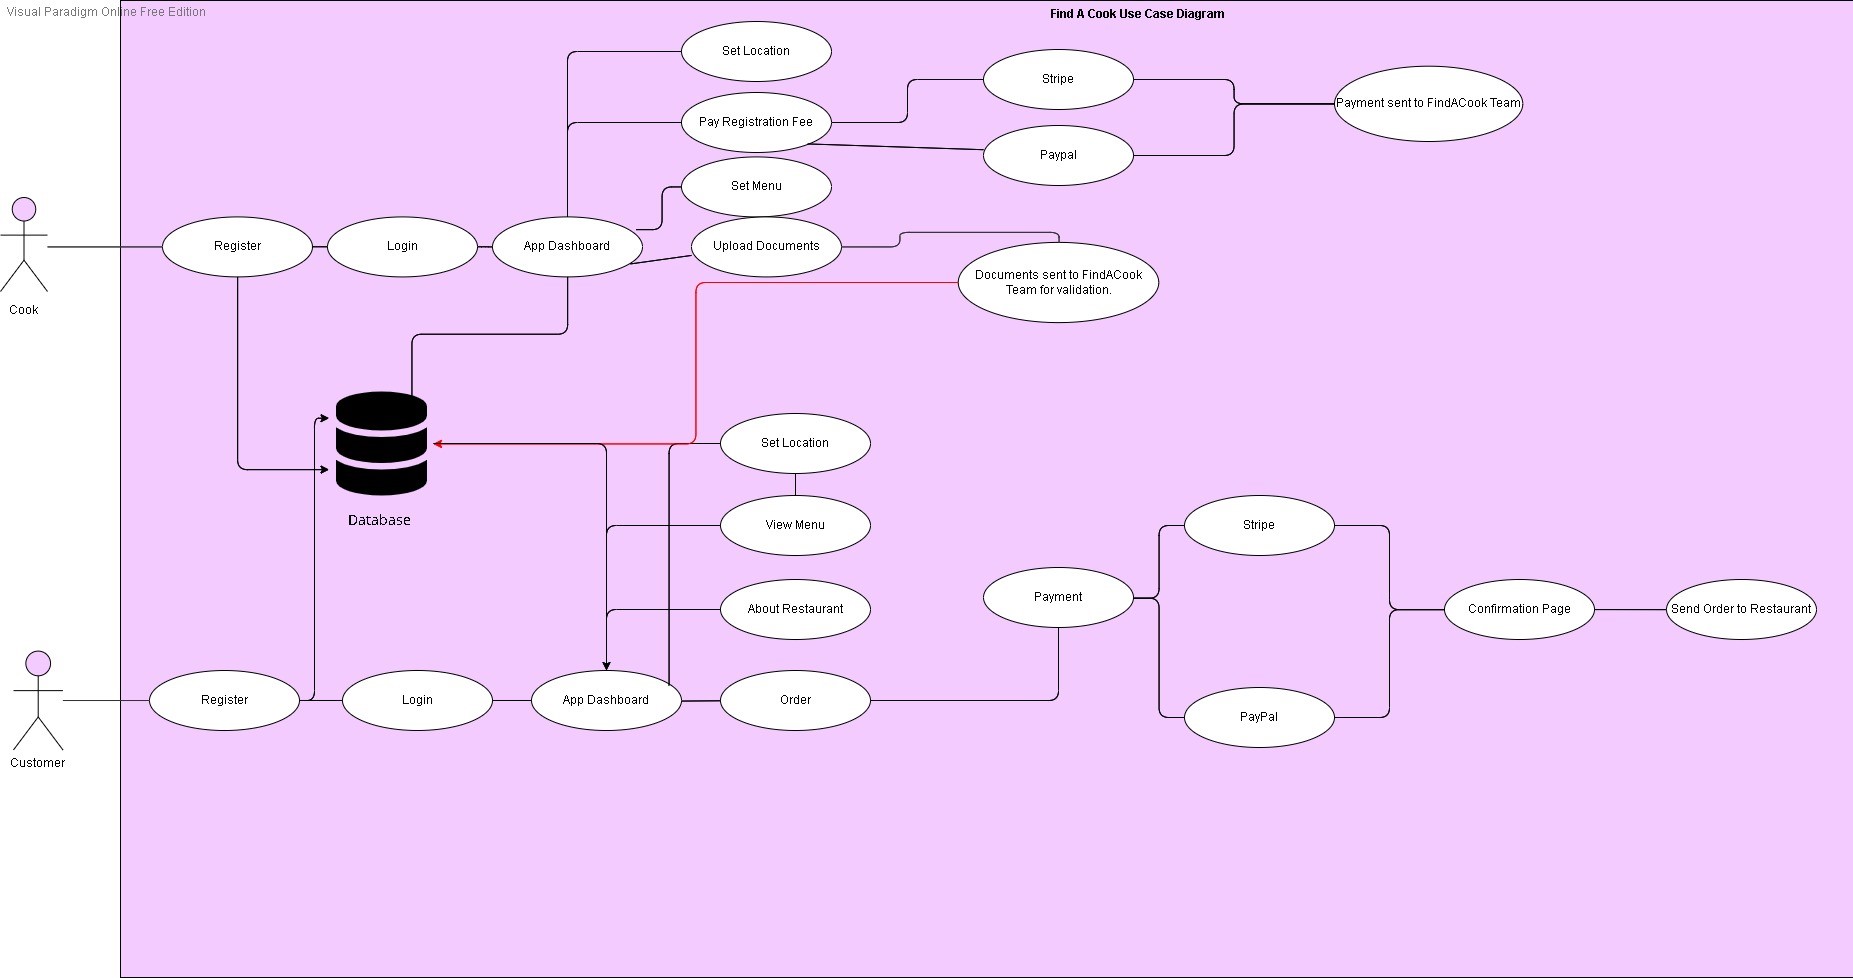 Visual Paradigm Online Free Edition
Find A Cook Use Case Diagram
Set Location
Stripe
Payment sent to FindACook Team
Pay Registration Fee
Paypal
Set Menu
Register
Login
App Dashboard
Upload Documents
Documents sent to FindACook
Team for validation.
Cook
Set Location
Database
View Menu
Stripe
Payment
About Restaurant
Confirmation Page
Send Order to Restaurant
Register
Login
App Dashboard
Order
PayPal
Customer